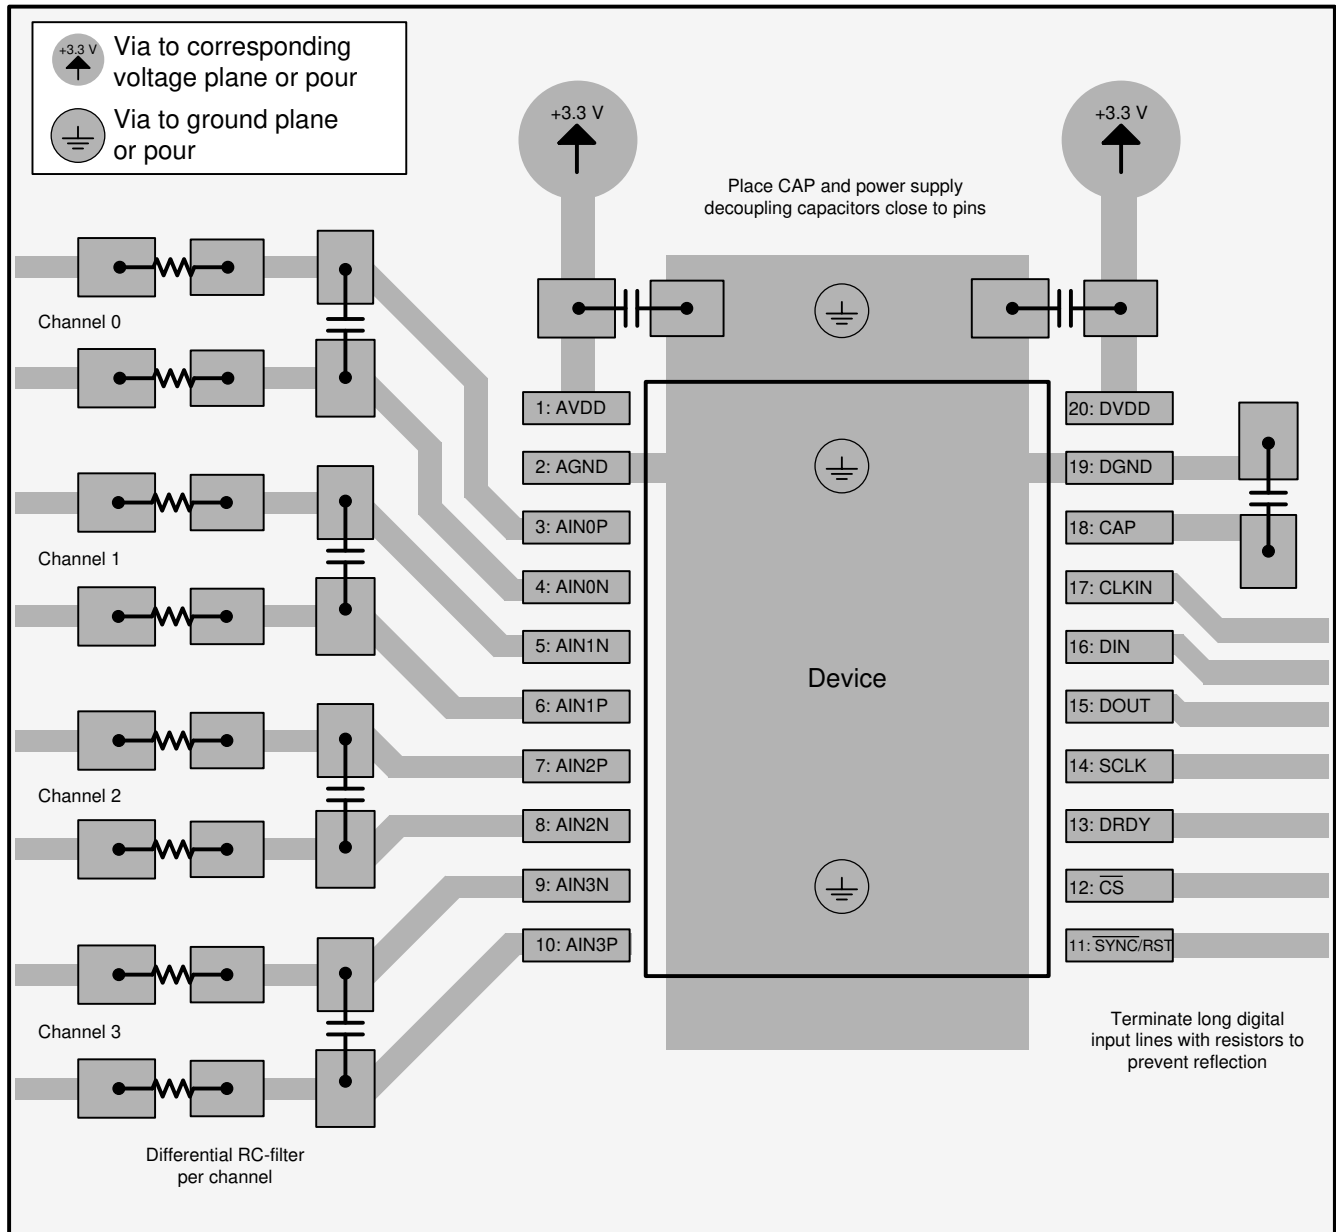 +3.3 V
Via to corresponding
voltage plane or pour
Via to ground plane
or pour
+3.3 V
+3.3 V
Place CAP and power supply
decoupling capacitors close to pins
Channel 0
Channel 1
Channel 2
Channel 3
1: AVDD
2: AGND
3: AIN0P
4: AIN0N
5: AIN1N
6: AIN1P
7: AIN2P
8: AIN2N
9: AIN3N
10: AIN3P
Device
20: DVDD
19: DGND
18: CAP
17: CLKIN
16: DIN
15: DOUT
14: SCLK
13: DRDY
12: C̅S̅
11: S̅Y̅N̅C̅/RST
Terminate long digital
input lines with resistors to
prevent reflection
Differential RC-filter
per channel